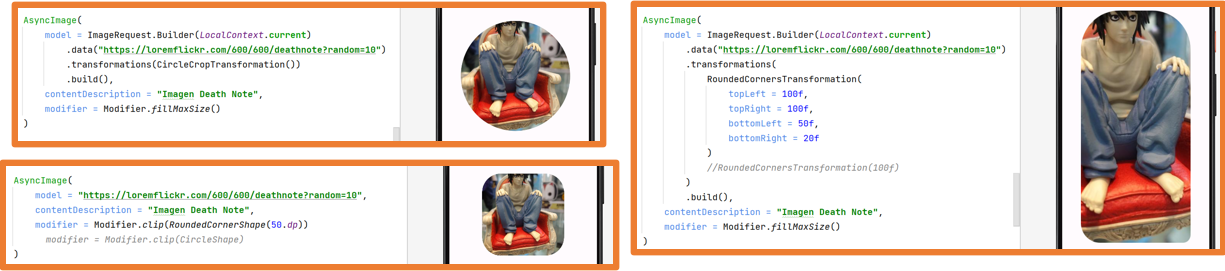 AsyncImage(
model = ImageRequest.Builder(LocalContext.current)
.data("https://loremflickr.com/600/600/deathnote?random=10")
.transformations(CircleCropTransformation())
.build(),
contentDescription = "Imagen Death Note",
modifier = Modifier.fillMaxSize()
)
AsyncImage(
model = "https://loremflickr.com/600/600/deathnote?random=10",
contentDescription = "Imagen Death Note",
modifier = Modifier.clip(RoundedCornerShape(50.dp))
modifier = Modifier.clip(CircleShape)
)
AsyncImage(
model = ImageRequest.Builder(LocalContext.current)
.data("https://loremflickr.com/600/600/deathnote?random=10")
.transformations(
RoundedCornersTransformation(
topLeft = 100f,
topRight = 100f,
bottomLeft = 50f,
bottomRight = 20f
)
//RoundedCornersTransformation(100f)
)
.build(),
contentDescription = "Imagen Death Note",
modifier = Modifier.fillMaxSize()
)